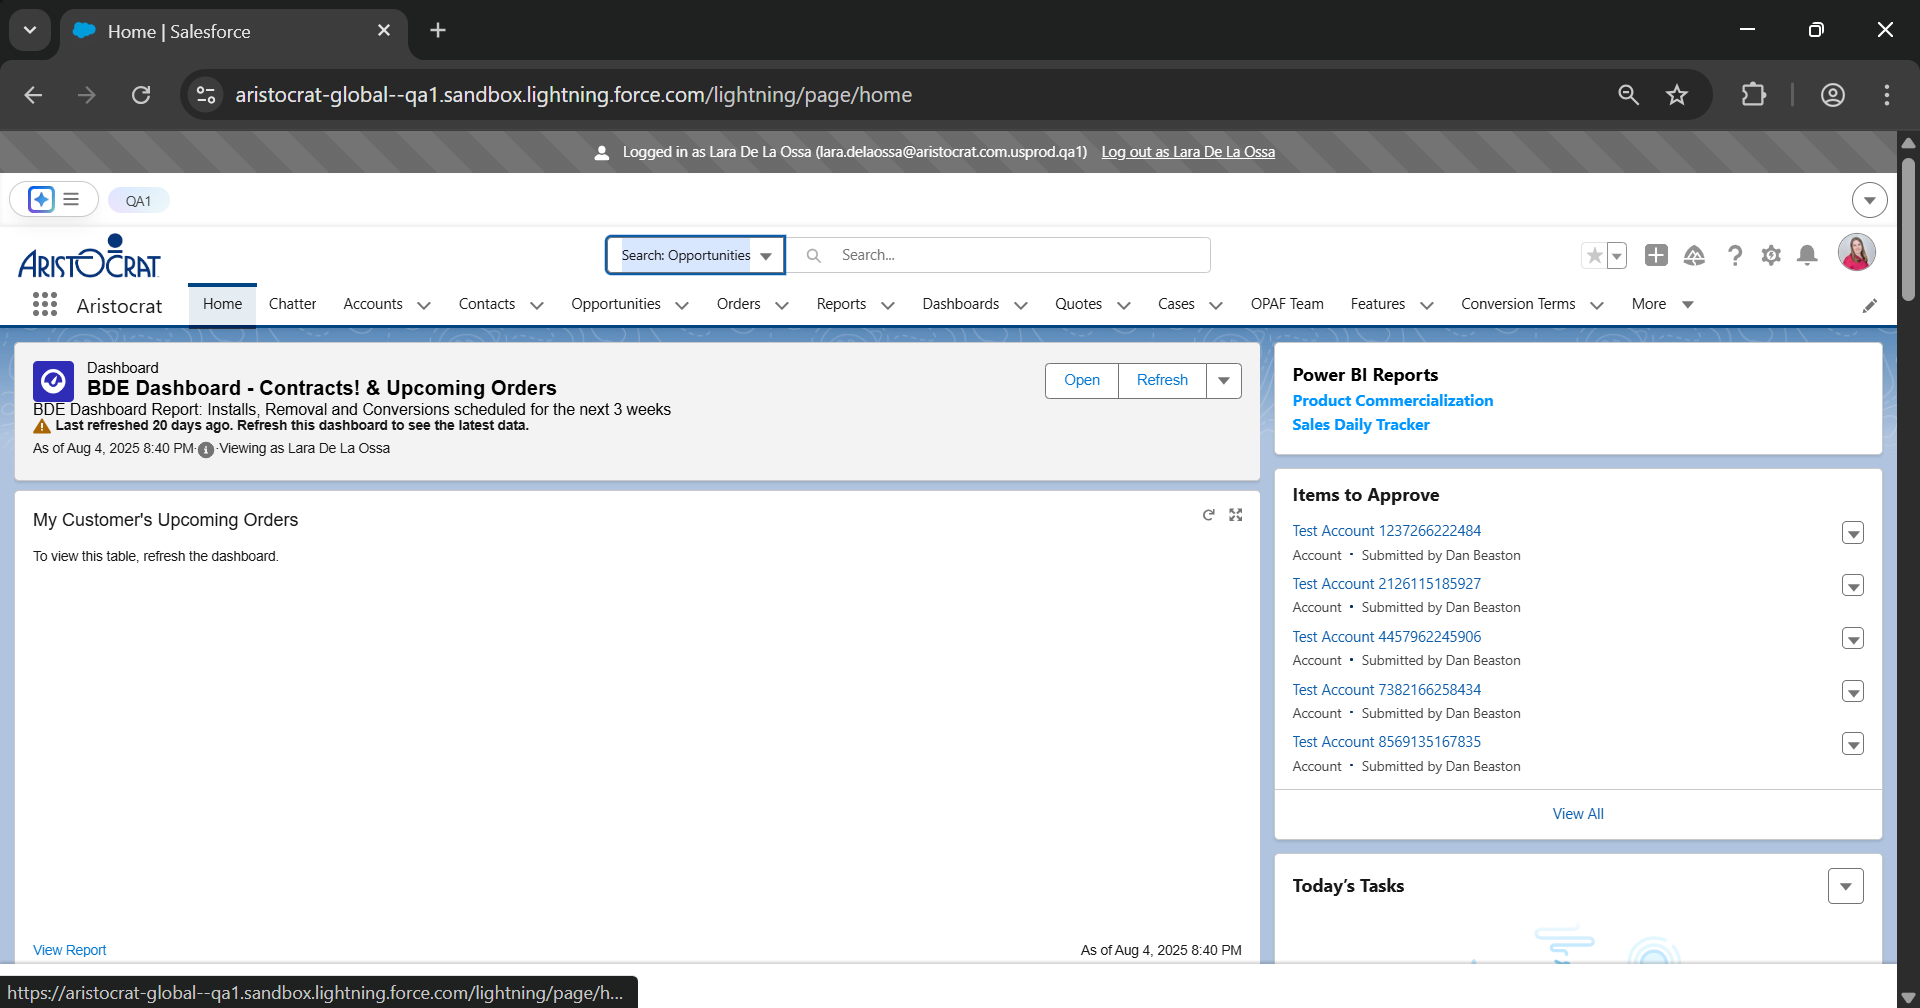 Home | Salesforce
aristocrat-global--qa1.sandbox.lightning.force.com/lightning/page/home
Logged in as Lara De La Ossa (lara.delaossa@aristocrat.com.usprod.qa1) Log out as Lara De La Ossa
QA1
ARISTOCRAT
Search: Opportunities
Search...
Aristocrat
Home
Chatter
Accounts
Contacts
Opportunities
Orders
Reports
Dashboards
Quotes
Cases
OPAF Team
Features
Conversion Terms
More
Dashboard
BDE Dashboard - Contracts! & Upcoming Orders
BDE Dashboard Report: Installs, Removal and Conversions scheduled for the next 3 weeks
Last refreshed 20 days ago. Refresh this dashboard to see the latest data.
As of Aug 4, 2025 8:40 PM·Viewing as Lara De La Ossa
Open
Refresh
My Customer's Upcoming Orders
To view this table, refresh the dashboard.
View Report
As of Aug 4, 2025 8:40 PM
Power BI Reports
Product Commercialization
Sales Daily Tracker
Items to Approve
Test Account 1237266222484
Account • Submitted by Dan Beaston
Test Account 2126115185927
Account • Submitted by Dan Beaston
Test Account 4457962245906
Account • Submitted by Dan Beaston
Test Account 7382166258434
Account • Submitted by Dan Beaston
Test Account 8569135167835
Account • Submitted by Dan Beaston
View All
Today's Tasks
https://aristocrat-global--qa1.sandbox.lightning.force.com/lightning/page/h...